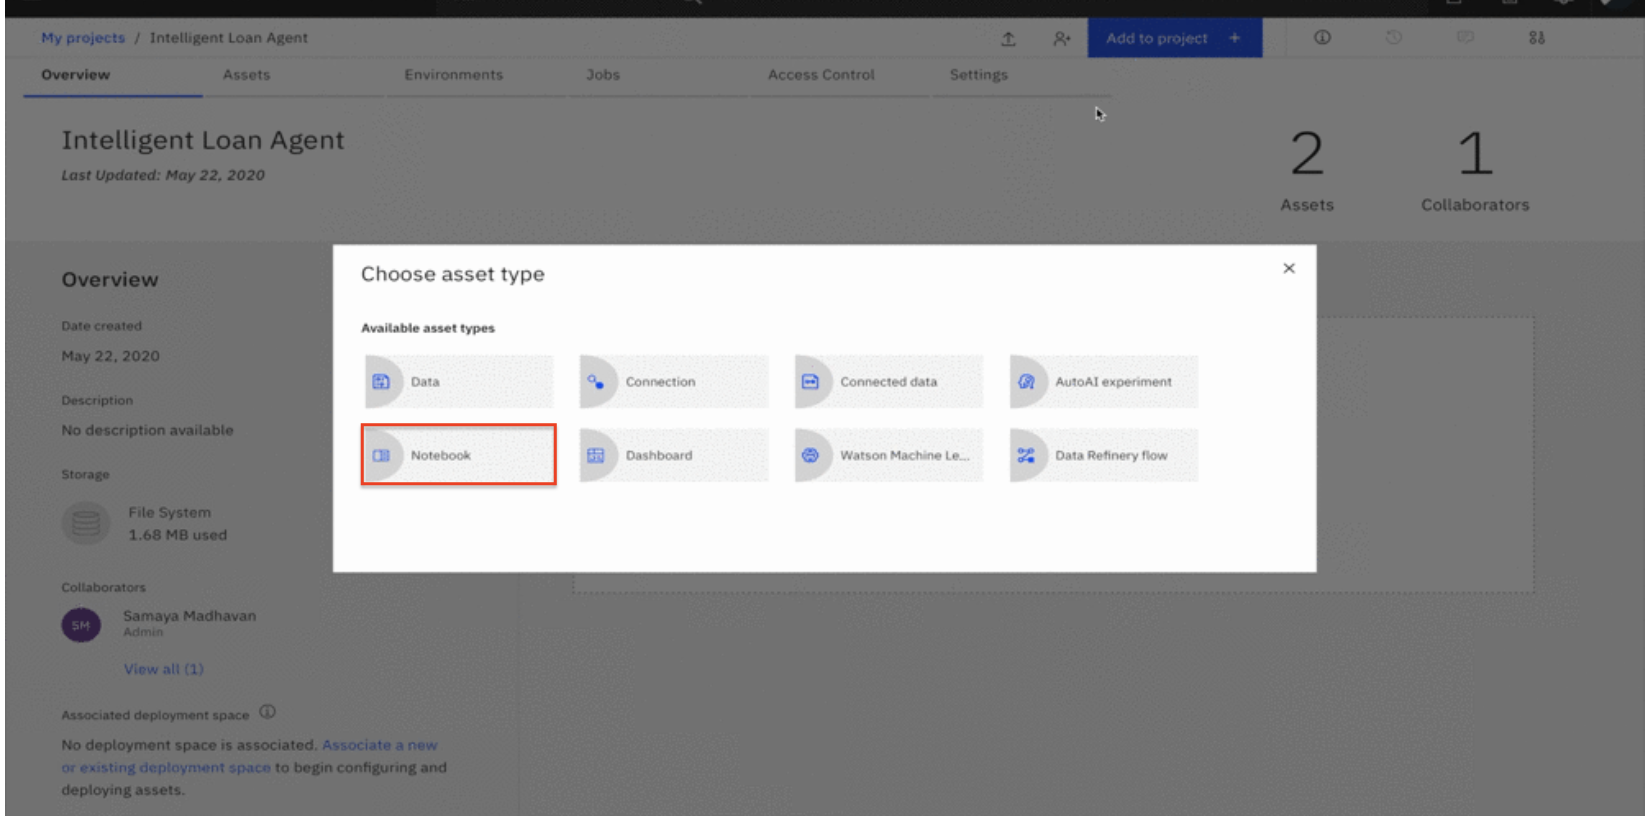 My projects / Intelligent Loan Agent
Add to project +
Overview Assets Environments Jobs Access Control Settings
Intelligent Loan Agent
Last Updated: May 22, 2020
2 1
Assets Collaborators
Overview
Date created
May 22, 2020
Description
No description available
Storage
File System
1.68 MB used
Collaborators
SM
Samaya Madhavan
Admin
View all (1)
Associated deployment space
No deployment space is associated. Associate a new
or existing deployment space to begin configuring and
deploying assets.
Choose asset type
Available asset types
Data Connection Connected data AutoAI experiment
Notebook Dashboard Watson Machine Le... Data Refinery flow